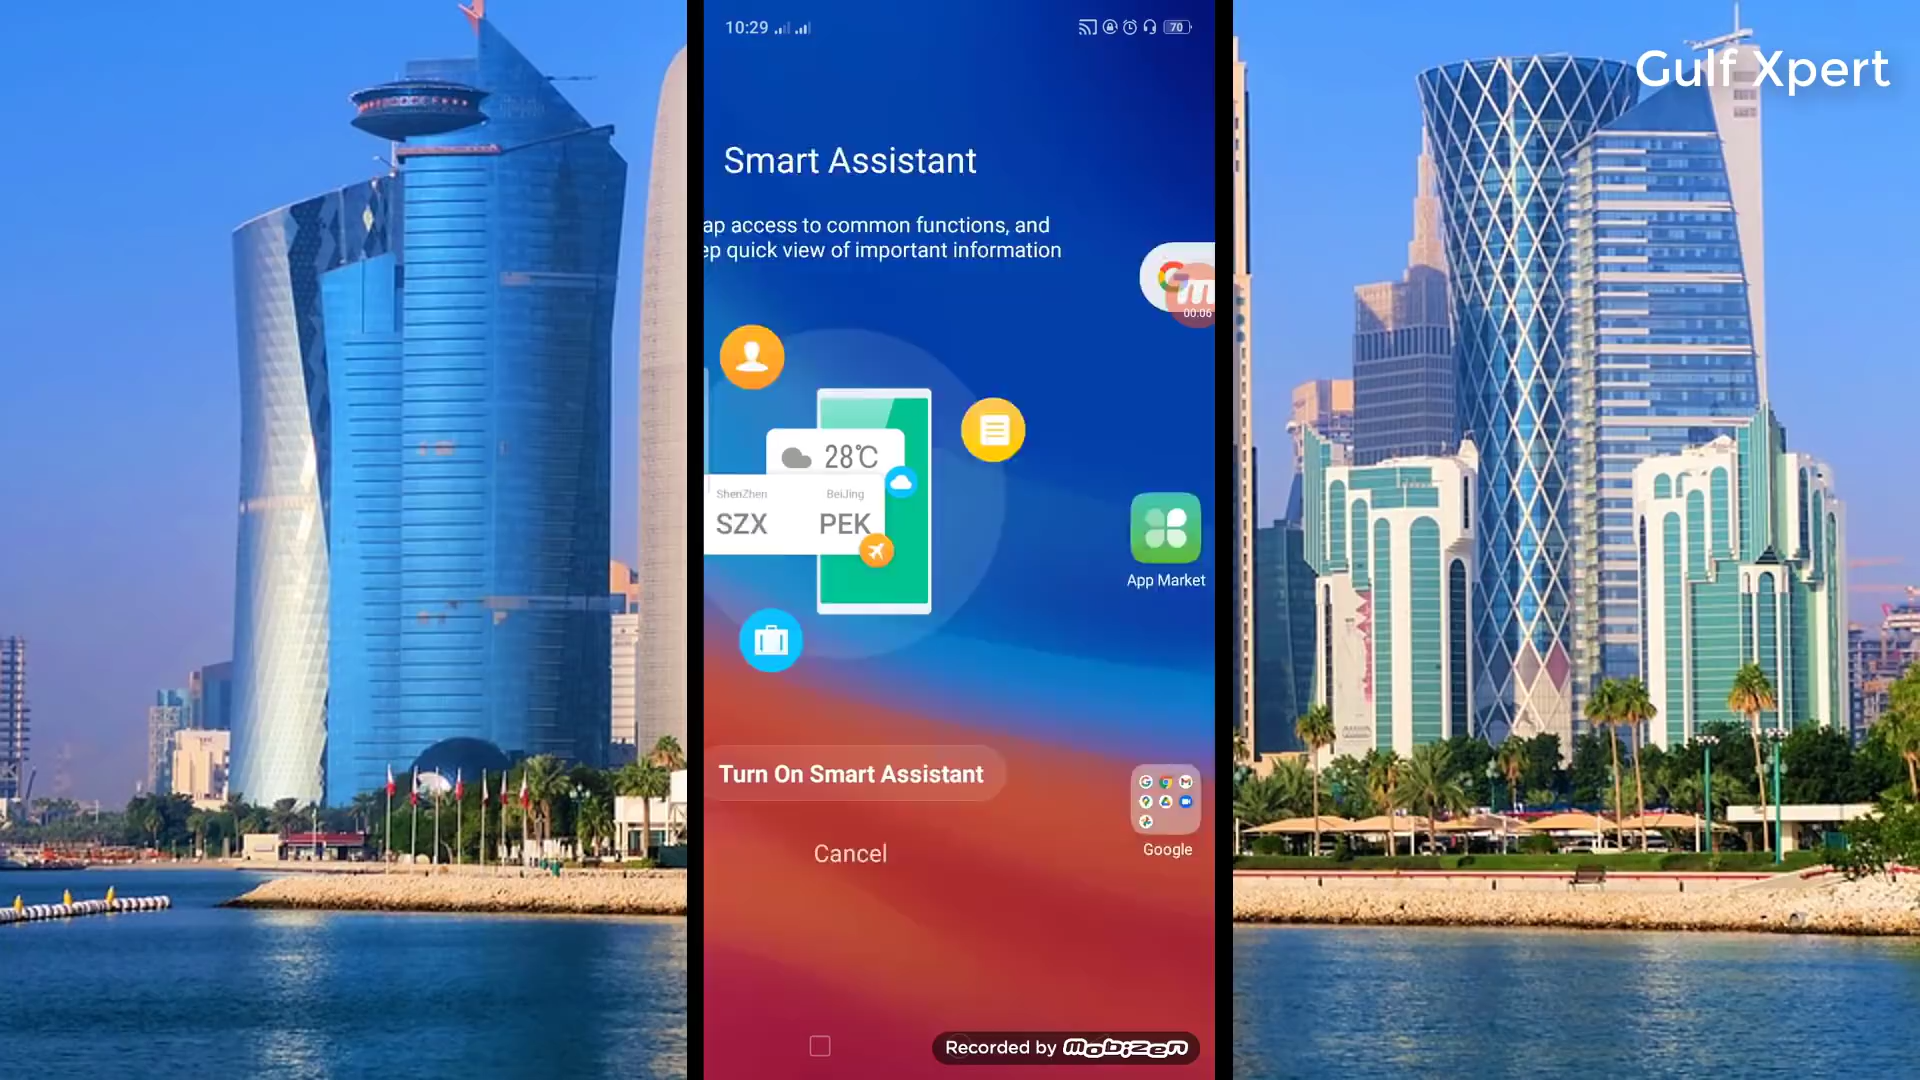 10:29
70
Gulf Xpert
Smart Assistant
ap access to common functions, and
ep quick view of important information
00:06
28℃
ShenZhen
BeiJing
SZX
PEK
App Market
Turn On Smart Assistant
Google
Cancel
Recorded by mobizen